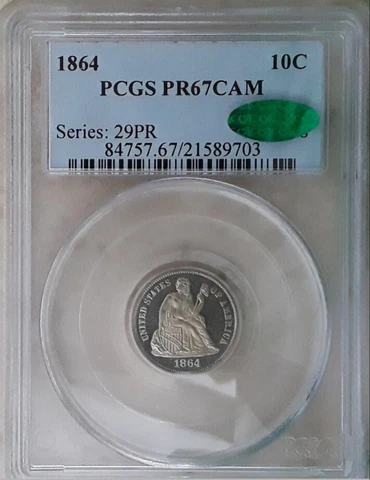 1864 10C
PCGS PR67CAM
Series: 29PR
84757.67/21589703
UNITED STATES OF AMERICA
1864